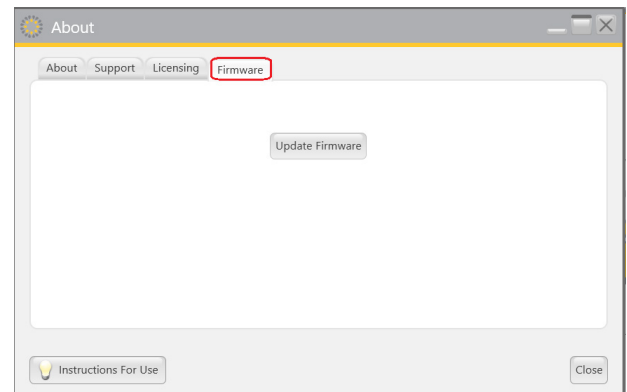 About
About Support Licensing Firmware
Update Firmware
Instructions For Use
Close